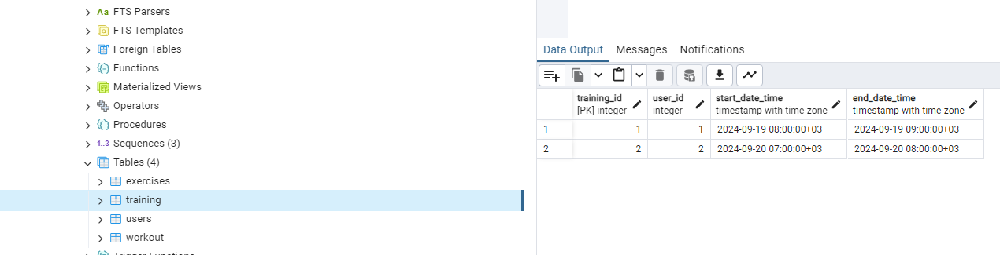 FTS Parsers
FTS Templates
Foreign Tables
Functions
Materialized Views
Operators
Procedures
1..3 Sequences (3)
Tables (4)
exercises
training
users
workout
Data Output Messages Notifications
training_id user_id start_date_time end_date_time
[PK] integer integer timestamp with time zone timestamp with time zone
1 1 1 2024-09-19 08:00:00+03 2024-09-19 09:00:00+03
2 2 2 2024-09-20 07:00:00+03 2024-09-20 08:00:00+03